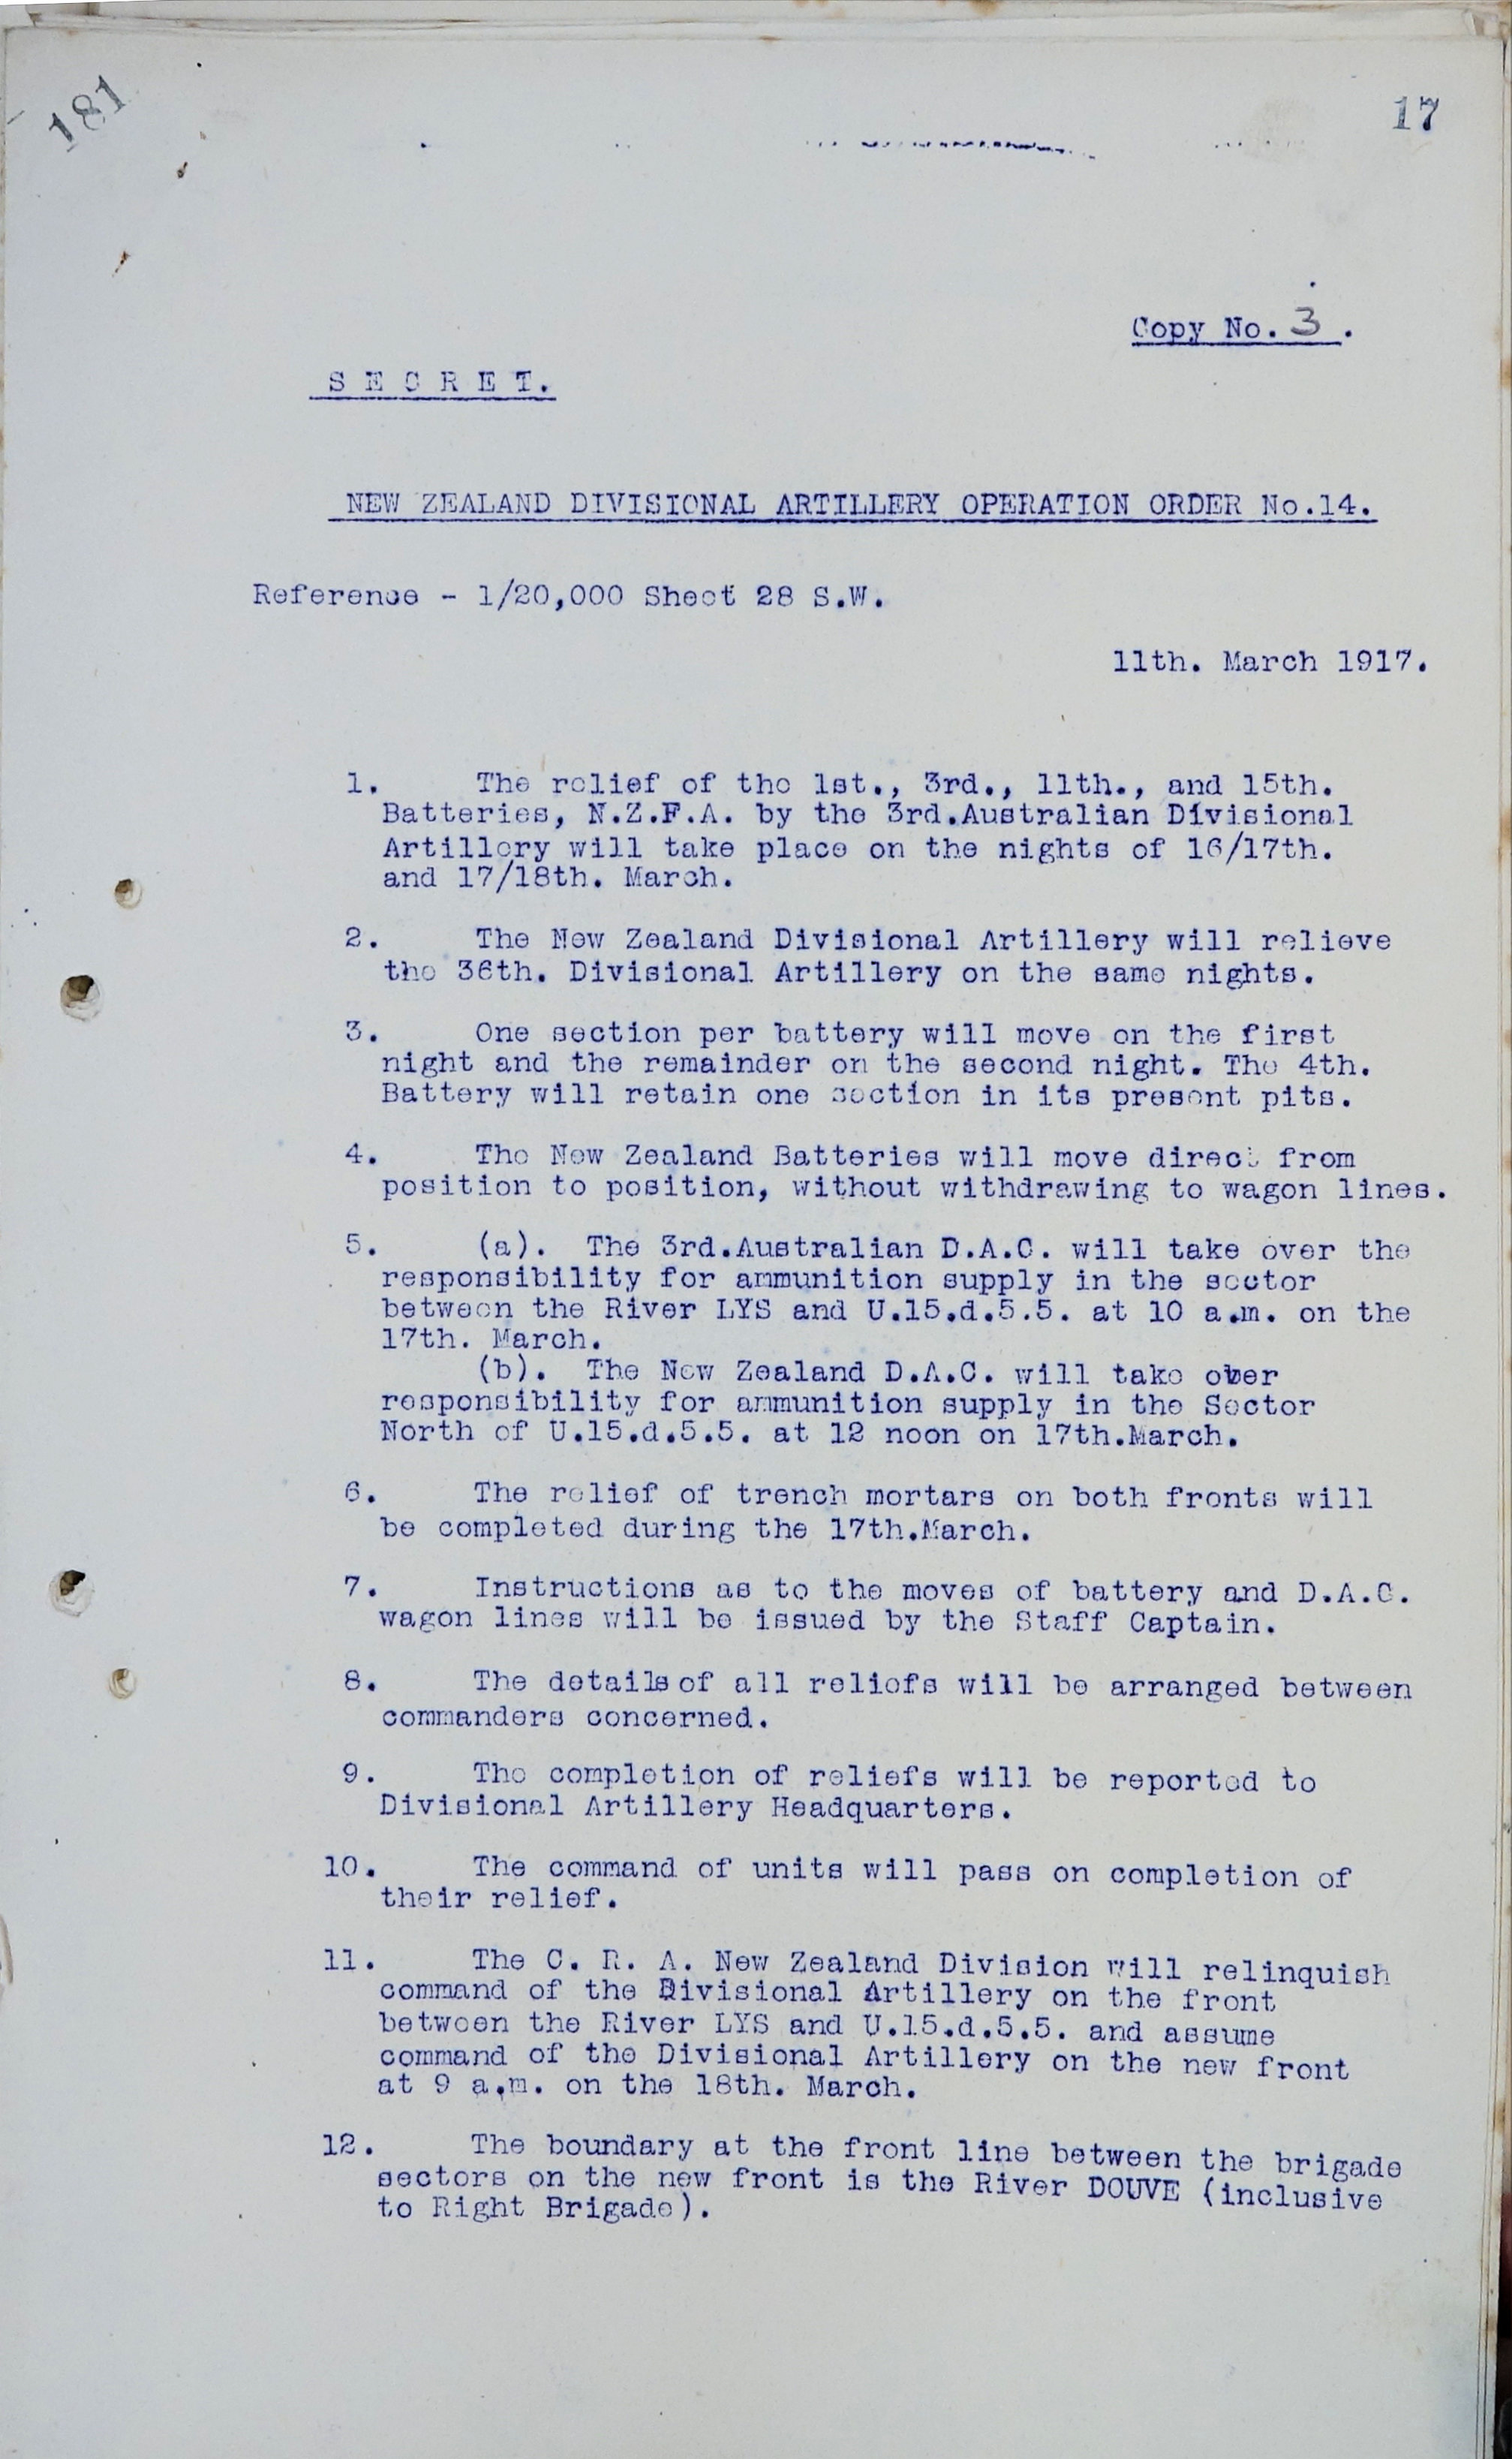 181
17
Copy No. 3.
SECRET.
NEW ZEALAND DIVISIONAL ARTILLERY OPERATION ORDER No.14.
Reference - 1/20,000 Sheet 28 S.W.
11th. March 1917.
1. The relief of the 1st., 3rd., 11th., and 15th.
Batteries, N.Z.F.A. by the 3rd.Australian Divisional
Artillery will take place on the nights of 16/17th.
and 17/18th. March.
2. The New Zealand Divisional Artillery will relieve
the 36th. Divisional Artillery on the same nights.
3. One section per battery will move on the first
night and the remainder on the second night. The 4th.
Battery will retain one section in its present pits.
4. The New Zealand Batteries will move direct from
position to position, without withdrawing to wagon lines.
5. (a). The 3rd.Australian D.A.C. will take over the
responsibility for ammunition supply in the sector
between the River LYS and U.15.d.5.5. at 10 a.m. on the
17th. March.
(b). The New Zealand D.A.C. will take over
responsibility for ammunition supply in the Sector
North of U.15.d.5.5. at 12 noon on 17th.March.
6. The relief of trench mortars on both fronts will
be completed during the 17th.March.
7. Instructions as to the moves of battery and D.A.C.
wagon lines will be issued by the Staff Captain.
8. The details of all reliefs will be arranged between
commanders concerned.
9. The completion of reliefs will be reported to
Divisional Artillery Headquarters.
10. The command of units will pass on completion of
their relief.
11. The C. R. A. New Zealand Division will relinquish
command of the Divisional Artillery on the front
between the River LYS and U.15.d.5.5. and assume
command of the Divisional Artillery on the new front
at 9 a.m. on the 18th. March.
12. The boundary at the front line between the brigade
sectors on the new front is the River DOUVE (inclusive
to Right Brigade).